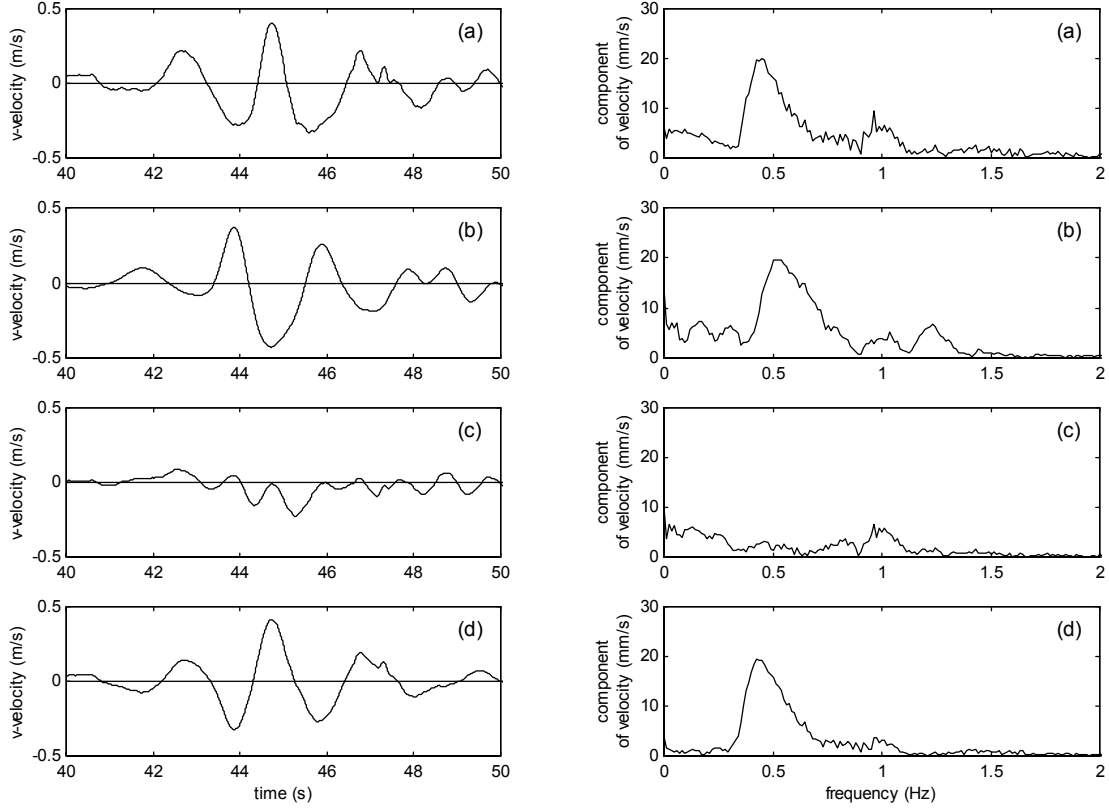 0.5
0
-0.5
v-velocity (m/s)
(a)
40 42 44 46 48 50
30
20
10
0
component
of velocity (mm/s)
(a)
0 0.5 1 1.5 2
0.5
0
-0.5
v-velocity (m/s)
(b)
40 42 44 46 48 50
30
20
10
0
component
of velocity (mm/s)
(b)
0 0.5 1 1.5 2
0.5
0
-0.5
v-velocity (m/s)
(c)
40 42 44 46 48 50
30
20
10
0
component
of velocity (mm/s)
(c)
0 0.5 1 1.5 2
0.5
0
-0.5
v-velocity (m/s)
(d)
40 42 44 46 48 50
time (s)
30
20
10
0
component
of velocity (mm/s)
(d)
0 0.5 1 1.5 2
frequency (Hz)